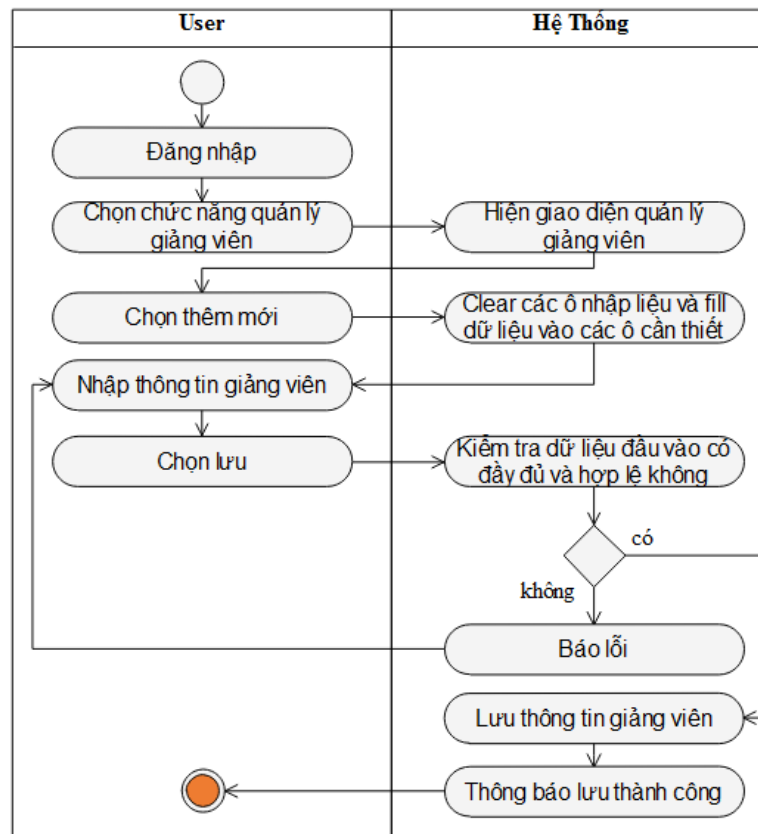 User
Hệ Thống
Đăng nhập
Chọn chức năng quản lý
giảng viên
Hiện giao diện quản lý
giảng viên
Chọn thêm mới
Clear các ô nhập liệu và fill
dữ liệu vào các ô cần thiết
Nhập thông tin giảng viên
Chọn lưu
Kiểm tra dữ liệu đầu vào có
đầy đủ và hợp lệ không
có
không
Báo lỗi
Lưu thông tin giảng viên
Thông báo lưu thành công